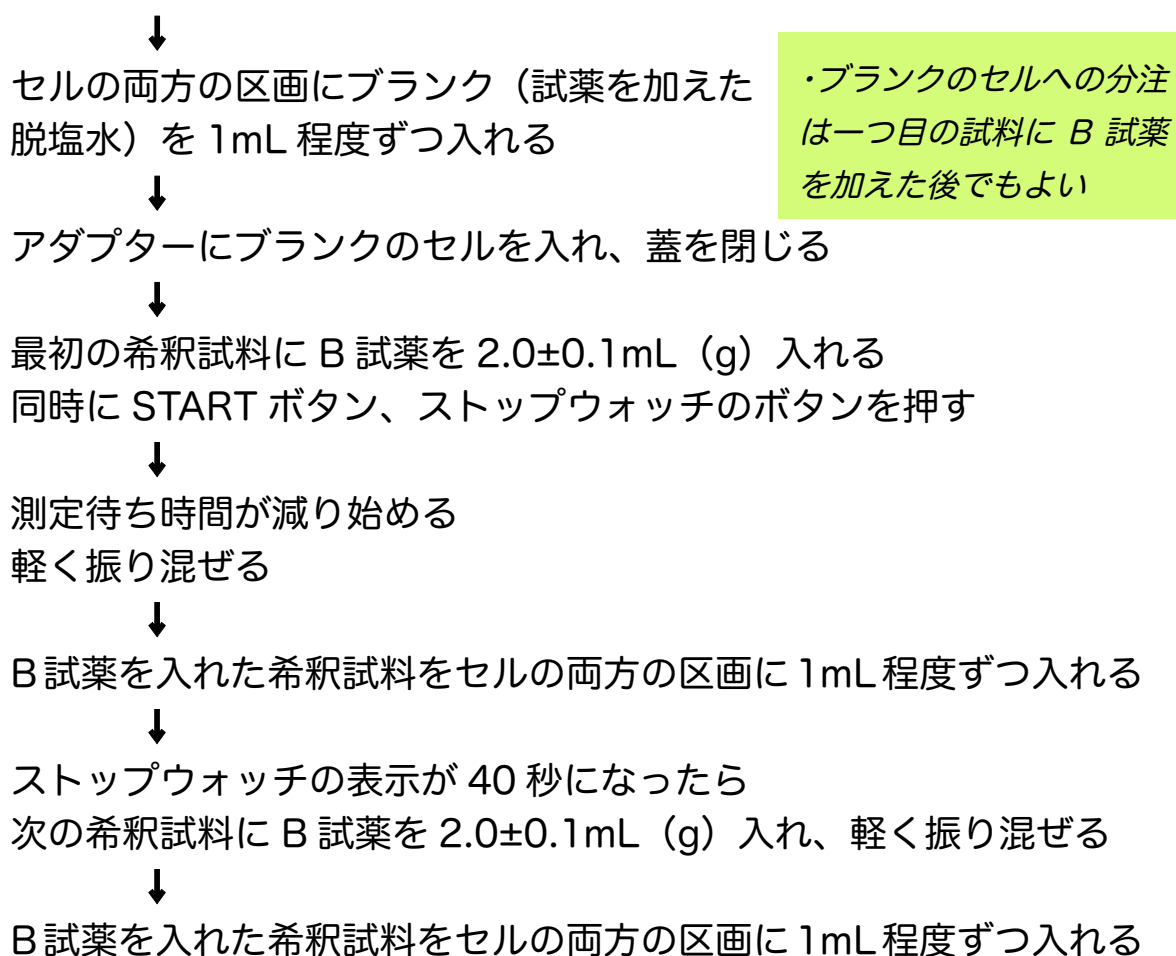 ↓
セルの両方の区画にブランク（試薬を加えた
脱塩水）を 1mL 程度ずつ入れる
・ブランクのセルへの分注
は一つ目の試料に B 試薬
を加えた後でもよい
↓
アダプターにブランクのセルを入れ、蓋を閉じる
↓
最初の希釈試料に B 試薬を 2.0±0.1mL（g）入れる
同時に START ボタン、ストップウォッチのボタンを押す
↓
測定待ち時間が減り始める
軽く振り混ぜる
↓
B試薬を入れた希釈試料をセルの両方の区画に1mL程度ずつ入れる
↓
ストップウォッチの表示が 40 秒になったら
次の希釈試料に B 試薬を 2.0±0.1mL（g）入れ、軽く振り混ぜる
↓
B試薬を入れた希釈試料をセルの両方の区画に1mL程度ずつ入れる